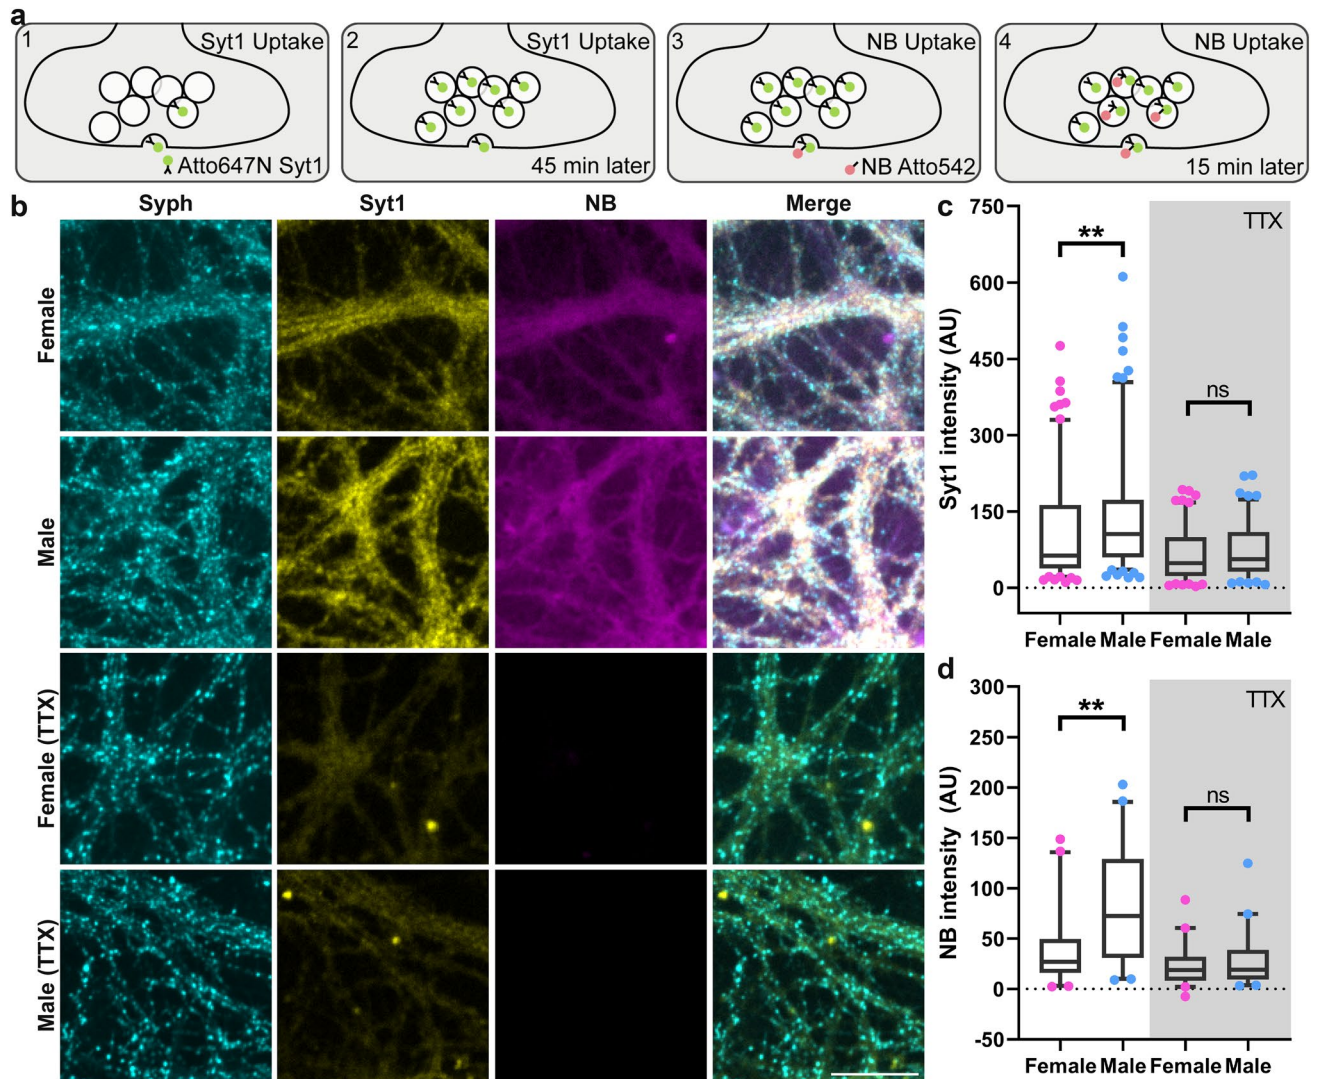 a
1
Syt1 Uptake
Atto647N Syt1
2
Syt1 Uptake
45 min later
3
NB Uptake
NB Atto542
4
NB Uptake
15 min later
b
Syph
Syt1
NB
Merge
Female
Male
Female (TTX)
Male (TTX)
c
Syt1 intensity (AU)
750
600
450
300
150
0
**
ns
TTX
Female Male Female Male
d
NB intensity (AU)
300
250
200
150
100
50
0
-50
**
ns
TTX
Female Male Female Male